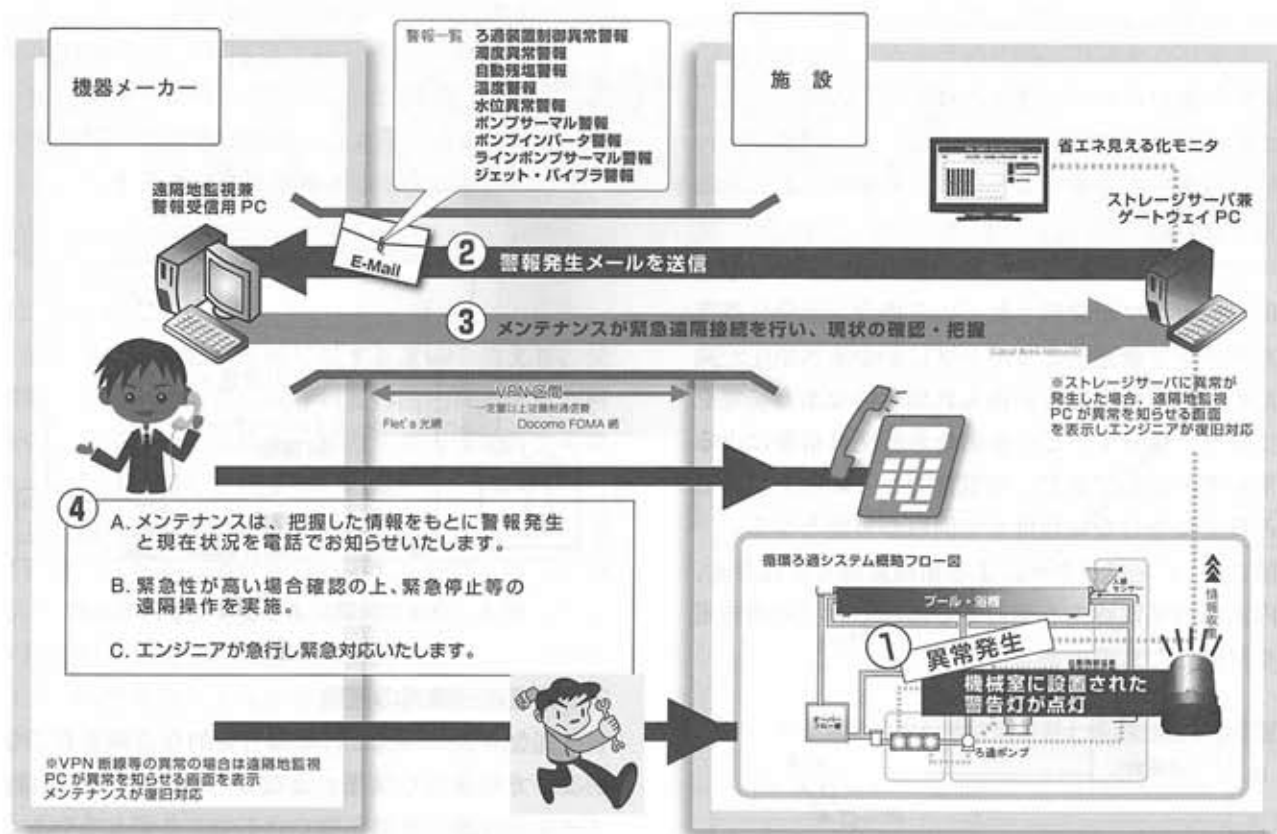 機器メーカー
警報一覧 ろ過装置制御異常警報
濁度異常警報
自動残塩警報
温度警報
水位異常警報
ポンプサーマル警報
ポンプインバータ警報
ラインポンプサーマル警報
ジェット・バイブラ警報
施 設
省エネ見える化モニタ
遠隔地監視兼
警報受信用 PC
ストレージサーバ兼
ゲートウェイ PC
E-Mail
② 警報発生メールを送信
③ メンテナンスが緊急遠隔接続を行い、現状の確認・把握
VPN 区間
Flet's 光網
Docomo FOMA 網
※ストレージサーバに異常が
発生した場合、遠隔地監視
PC が異常を知らせる画面
を表示しエンジニアが復旧対応
④
A. メンテナンスは、把握した情報をもとに警報発生
と現在状況を電話でお知らせいたします。
B. 緊急性が高い場合確認の上、緊急停止等の
遠隔操作を実施。
C. エンジニアが急行し緊急対応いたします。
循環ろ過システム概略フロー図
センサー
プール・浴槽
情報収集
① 異常発生
機械室に設置された
警告灯が点灯
オーバー
フロー槽
ろ過ポンプ
※VPN 断線等の異常の場合は遠隔地監視
PC が異常を知らせる画面を表示
メンテナンスが復旧対応